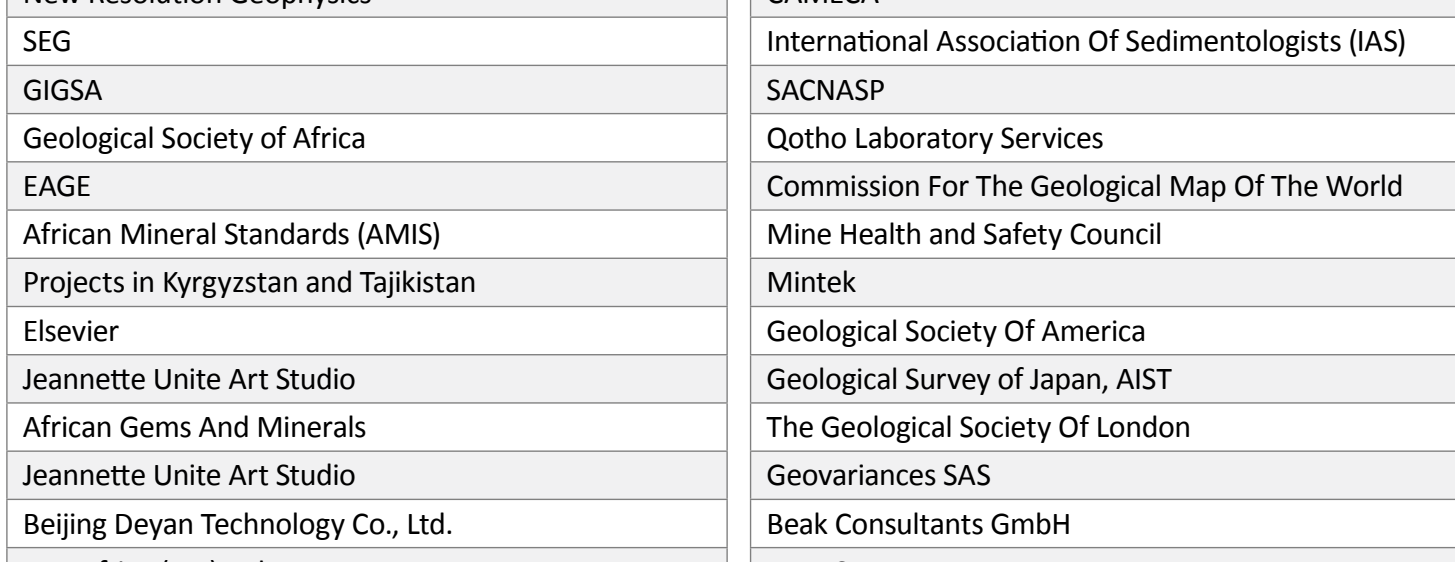 New Resolution Geophysics
SEG
GIGSA
Geological Society of Africa
EAGE
African Mineral Standards (AMIS)
Projects in Kyrgyzstan and Tajikistan
Elsevier
Jeannette Unite Art Studio
African Gems And Minerals
Jeannette Unite Art Studio
Beijing Deyan Technology Co., Ltd.
CAMECA
International Association Of Sedimentologists (IAS)
SACNASP
Qotho Laboratory Services
Commission For The Geological Map Of The World
Mine Health and Safety Council
Mintek
Geological Society Of America
Geological Survey of Japan, AIST
The Geological Society Of London
Geovariances SAS
Beak Consultants GmbH